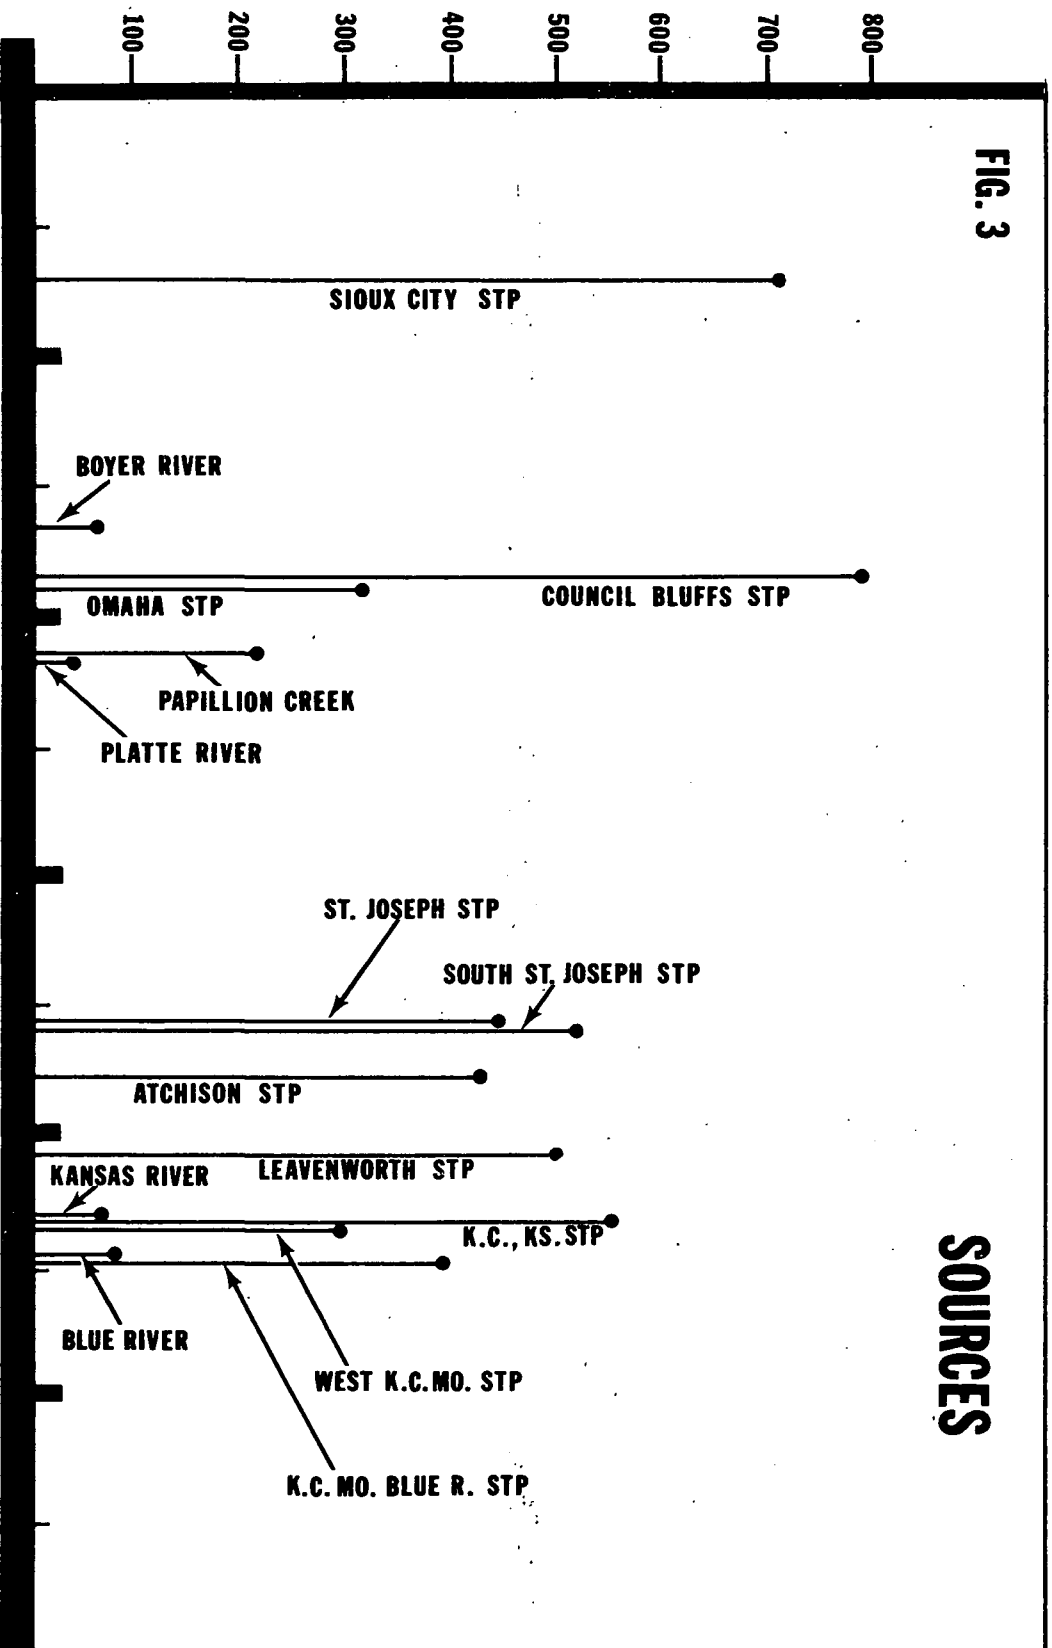 100
200
300
400
500
600
700
800
FIG. 3
SIOUX CITY STP
BOYER RIVER
COUNCIL BLUFFS STP
OMAHA STP
PAPILLION CREEK
PLATTE RIVER
ST. JOSEPH STP
SOUTH ST. JOSEPH STP
ATCHISON STP
LEAVENWORTH STP
KANSAS RIVER
K.C., KS. STP
SOURCES
BLUE RIVER
WEST K.C. MO. STP
K.C. MO. BLUE R. STP